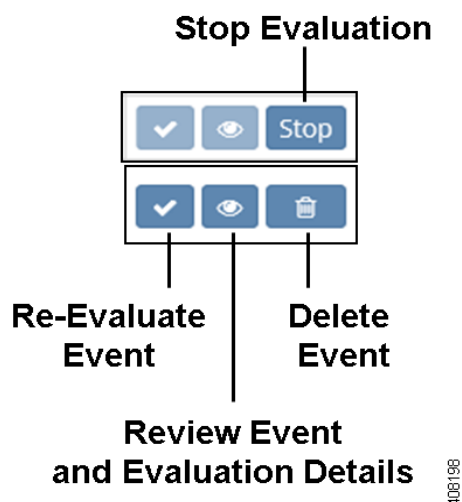 Stop Evaluation
Stop
Re-Evaluate
Event
Delete
Event
Review Event
and Evaluation Details
408198